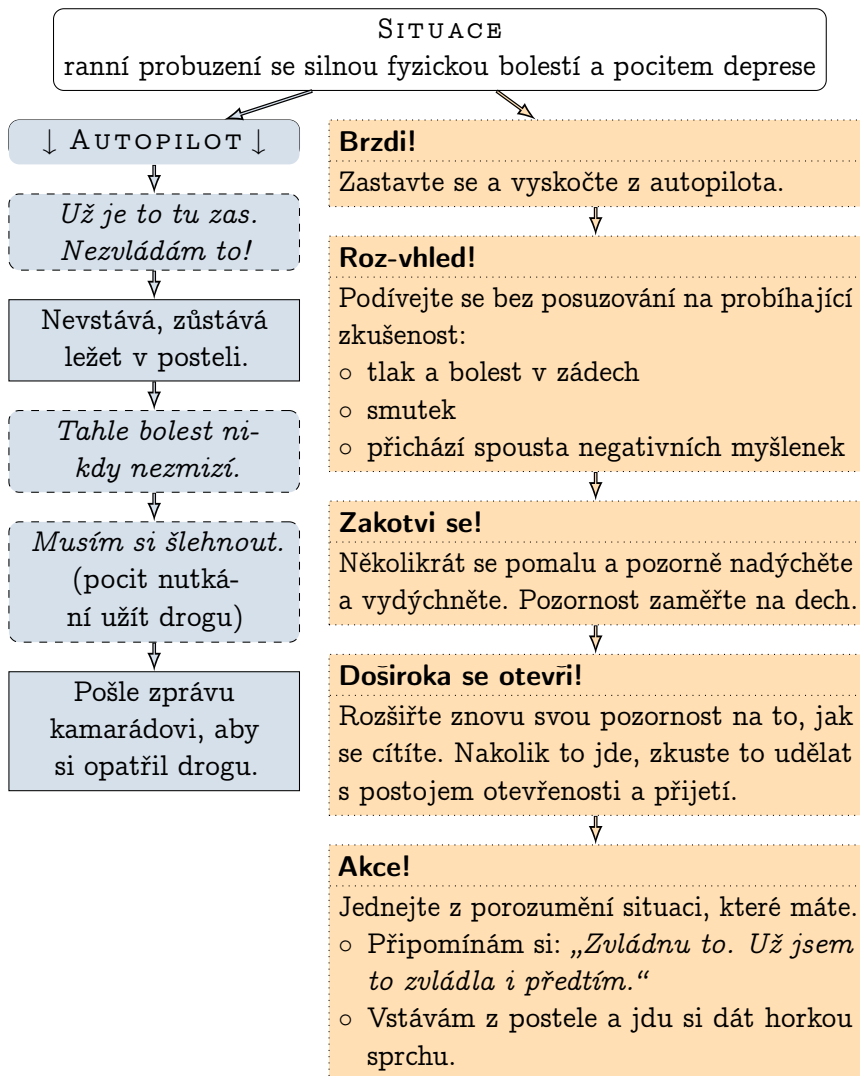 SITUACE
ranní probuzení se silnou fyzickou bolestí a pocitem deprese
↓ AUTOPILOT ↓
Už je to tu zas.
Nezvládám to!
Nevstává, zůstává
ležet v posteli.
Tahle bolest ni-
kdy nezmizí.
Musím si šlehnout.
(pocit nutká-
ní užít drogu)
Pošle zprávu
kamarádovi, aby
si opatřil drogu.
Brzdi!
Zastavte se a vyskočte z autopilota.
Roz-vhled!
Podívejte se bez posuzování na probíhající
zkušenost:
◦ tlak a bolest v zádech
◦ smutek
◦ přichází spousta negativních myšlenek
Zakotvi se!
Několikrát se pomalu a pozorně nadýchěte
a vydýchněte. Pozornost zaměřte na dech.
Doširoka se otevři!
Rozšiřte znovu svou pozornost na to, jak
se cítíte. Nakolik to jde, zkuste to udělat
s postojem otevřenosti a přijetí.
Akce!
Jednejte z porozumění situaci, které máte.
◦ Připomínám si: „Zvládnu to. Už jsem
to zvládla i předtím.“
◦ Vstávám z postele a jdu si dát horkou
sprchu.